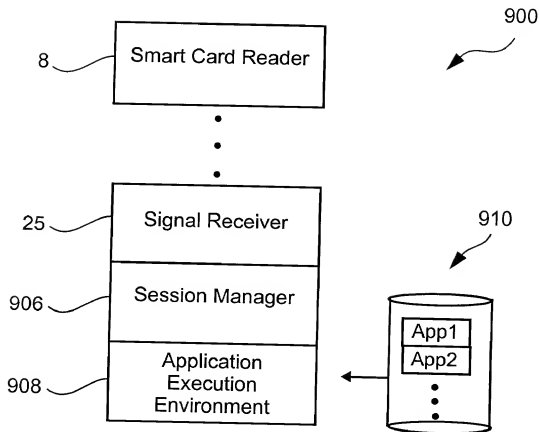 900
8
Smart Card Reader
25
Signal Receiver
910
906
Session Manager
App1
App2
908
Application
Execution
Environment